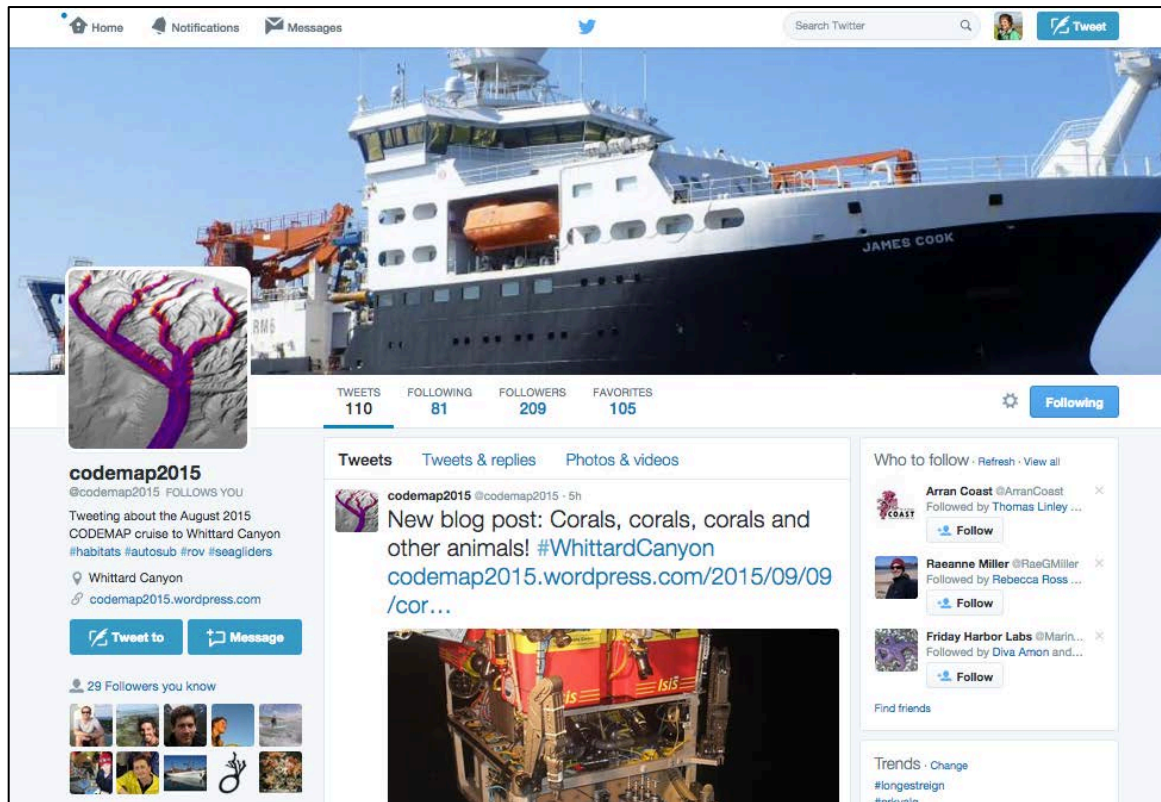 Home Notifications Messages
Search Twitter
Tweet
JAMES COOK
RM6
TWEETS FOLLOWING FOLLOWERS FAVORITES
110 81 209 105
Following
codemap2015
@codemap2015 FOLLOWS YOU
Tweeting about the August 2015
CODEMAP cruise to Whittard Canyon
#habitats #autosub #rov #seagliders
Whittard Canyon
codemap2015.wordpress.com
Tweet to Message
29 Followers you know
Tweets Tweets & replies Photos & videos
codemap2015 @codemap2015 · 5h
New blog post: Corals, corals, corals and
other animals! #WhittardCanyon
codemap2015.wordpress.com/2015/09/09
/cor…
Isis Isis
Who to follow · Refresh · View all
Arran Coast @ArranCoast
Followed by Thomas Linley ...
COAST
Follow
Raeanne Miller @RaeGMiller
Followed by Rebecca Ross ...
Follow
Friday Harbor Labs @Marin...
Followed by Diva Amon and...
Follow
Find friends
Trends · Change
#longestreign